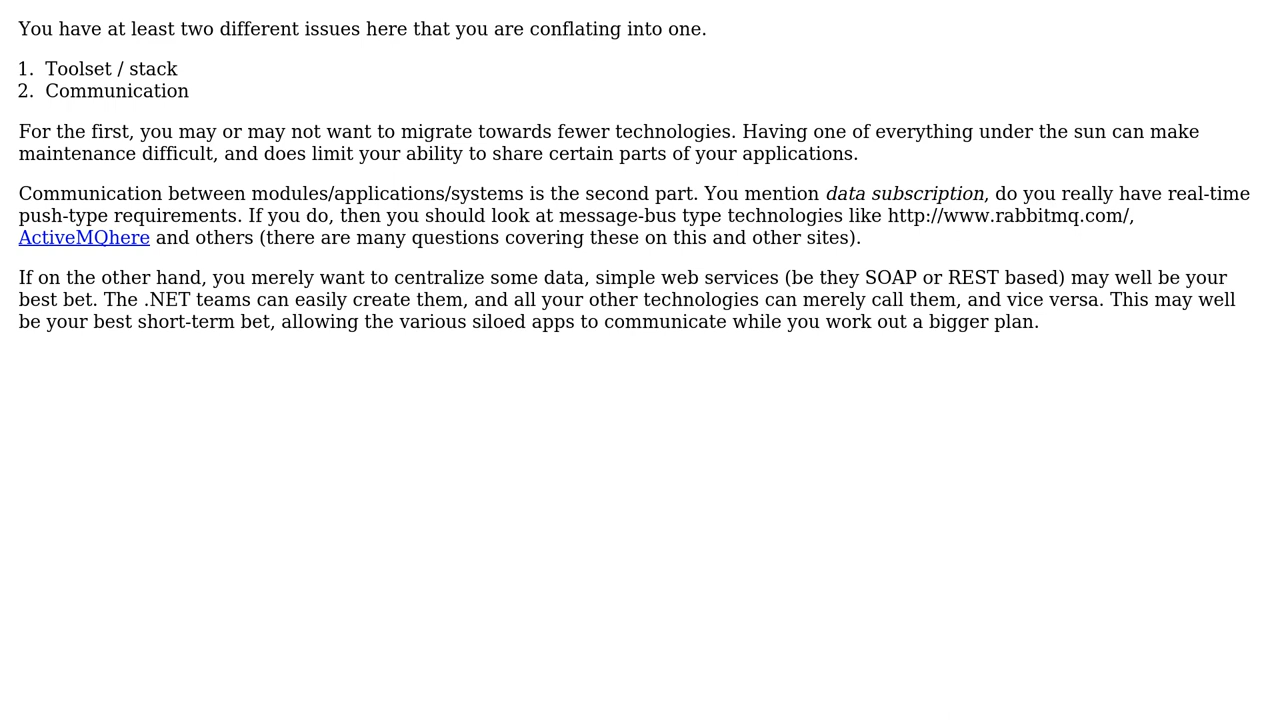 You have at least two different issues here that you are conflating into one.
1. Toolset / stack
2. Communication
For the first, you may or may not want to migrate towards fewer technologies. Having one of everything under the sun can make
maintenance difficult, and does limit your ability to share certain parts of your applications.
Communication between modules/applications/systems is the second part. You mention data subscription, do you really have real-time
push-type requirements. If you do, then you should look at message-bus type technologies like http://www.rabbitmq.com/,
ActiveMQhere and others (there are many questions covering these on this and other sites).
If on the other hand, you merely want to centralize some data, simple web services (be they SOAP or REST based) may well be your
best bet. The .NET teams can easily create them, and all your other technologies can merely call them, and vice versa. This may well
be your best short-term bet, allowing the various siloed apps to communicate while you work out a bigger plan.